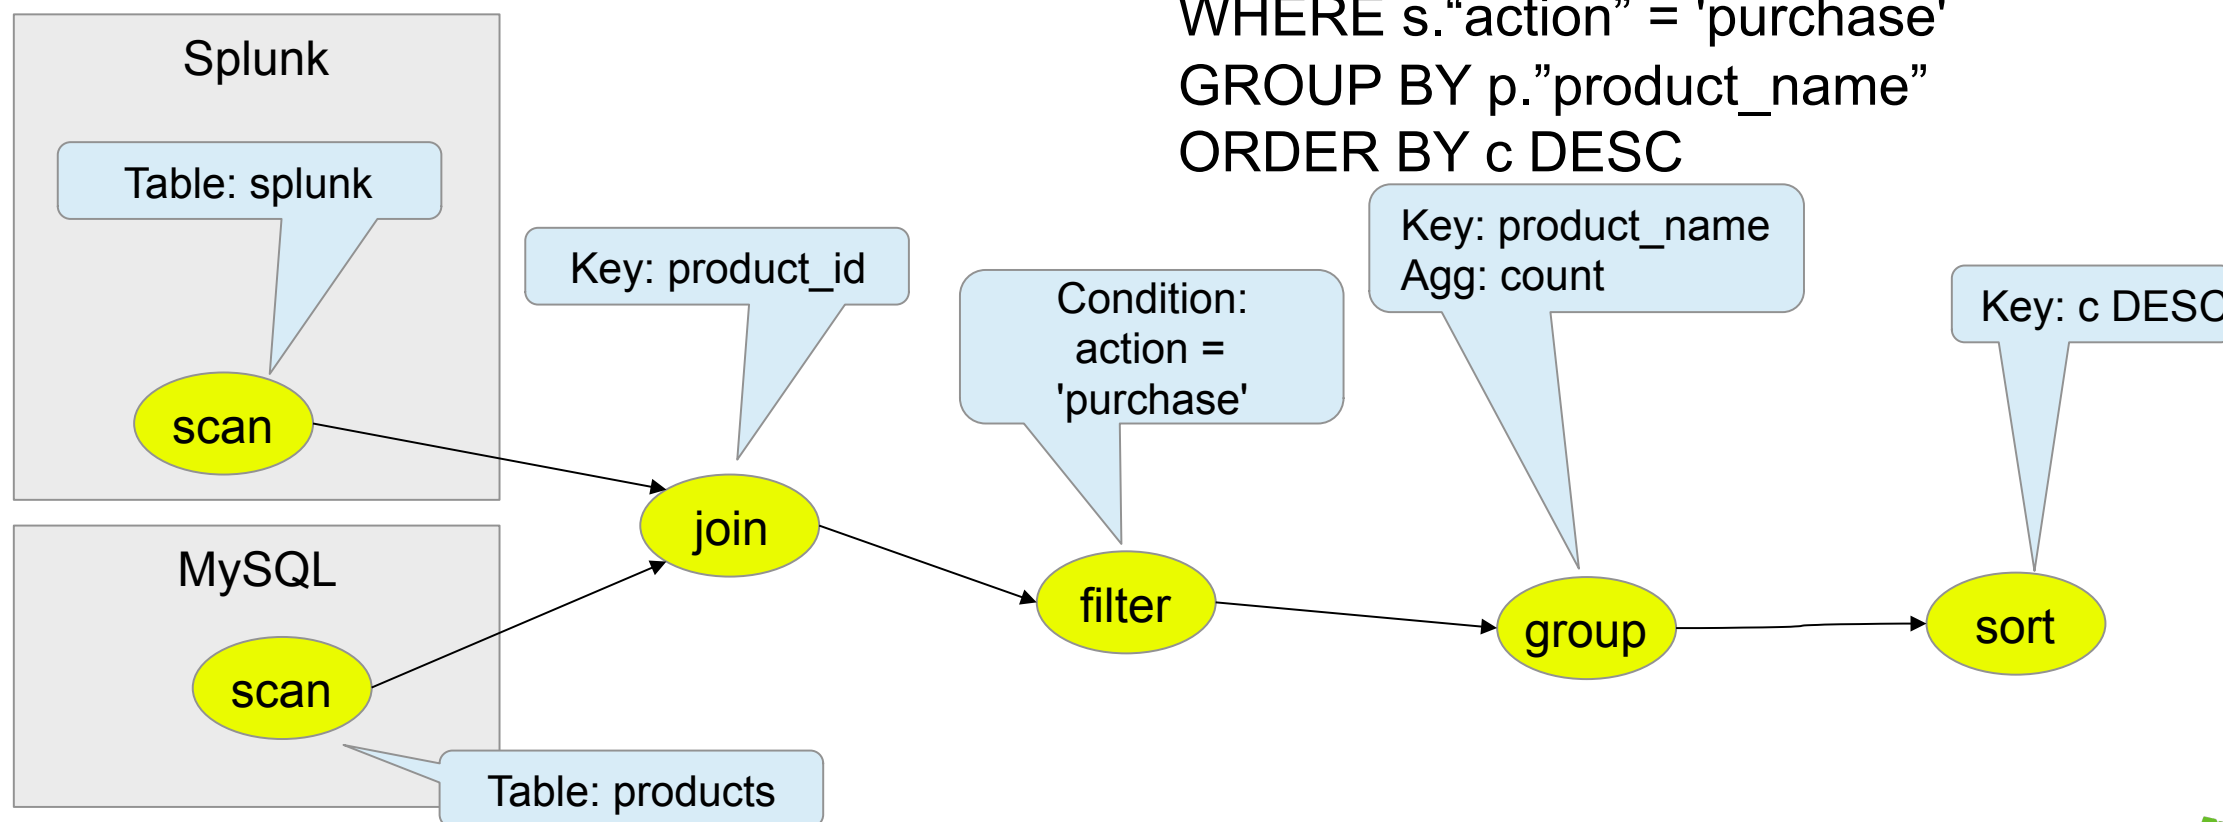 WHERE s.“action” = 'purchase'
GROUP BY p.”product_name”
ORDER BY c DESC
Splunk
Table: splunk
scan
Key: product_id
join
Condition:
action =
'purchase'
filter
Key: product_name
Agg: count
group
Key: c DESC
sort
MySQL
scan
Table: products